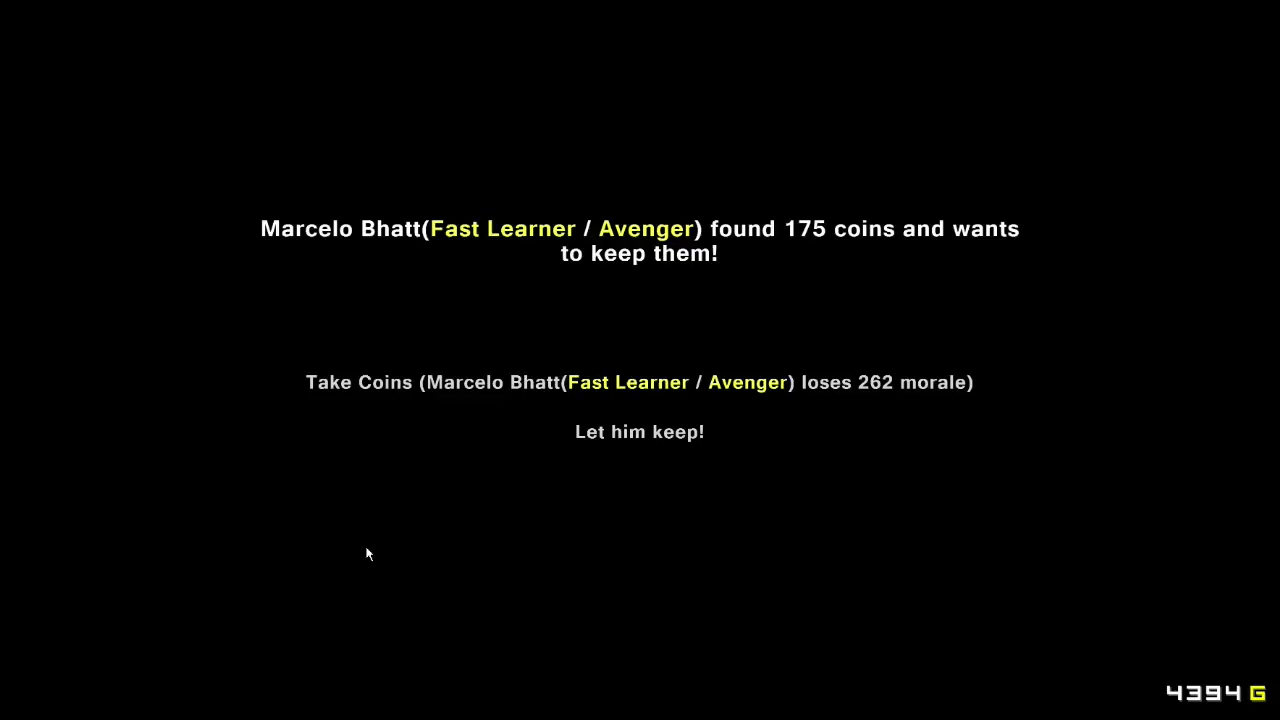 Marcelo Bhatt(Fast Learner / Avenger) found 175 coins and wants
to keep them!
Take Coins (Marcelo Bhatt(Fast Learner / Avenger) loses 262 morale)
Let him keep!
4394 G